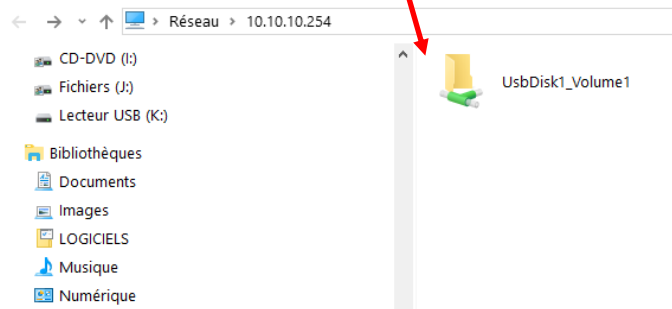 Réseau › 10.10.10.254
CD-DVD (I:)
Fichiers (J:)
Lecteur USB (K:)
Bibliothèques
Documents
Images
LOGICIELS
Musique
Numérique
UsbDisk1_Volume1